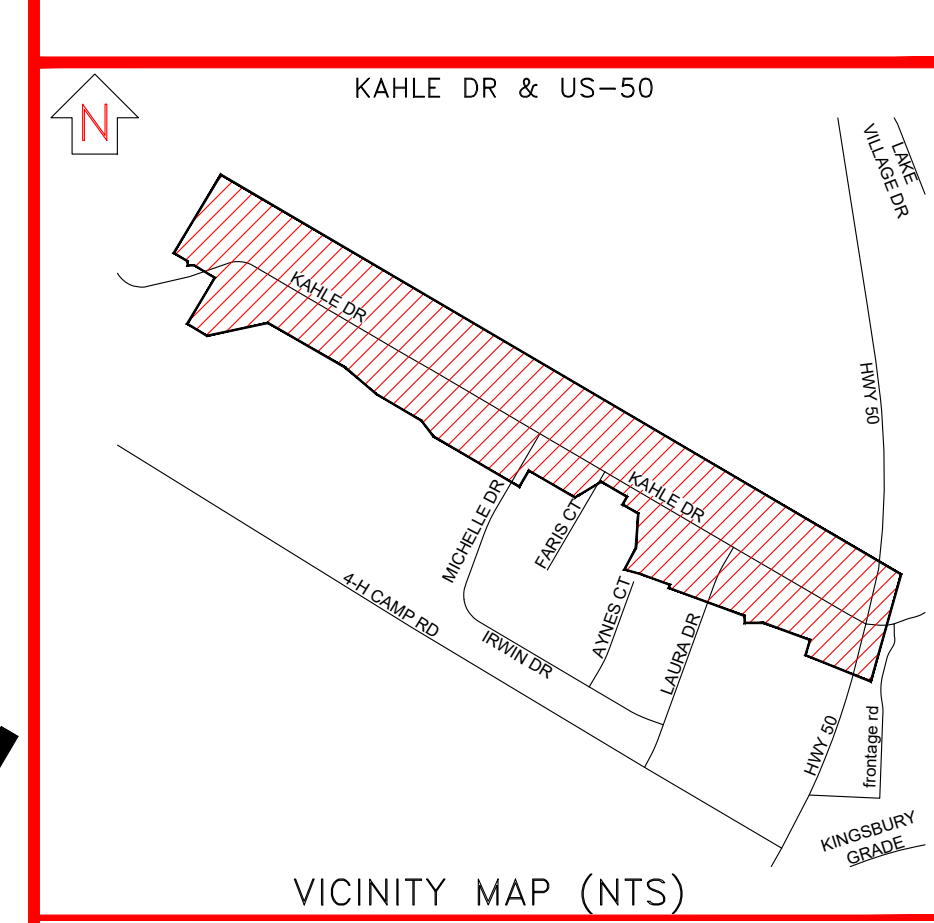 KAHLE DR & US-50
N
LAKE
VILLAGE DR
KAHLE DR
HWY 50
KAHLE DR
MICHELLE DR
FARIS CT
4-H CAMP RD
IRWIN DR
AYNES CT
LAURA DR
HWY 50
frontage rd
KINGSBURY
GRADE
VICINITY MAP (NTS)